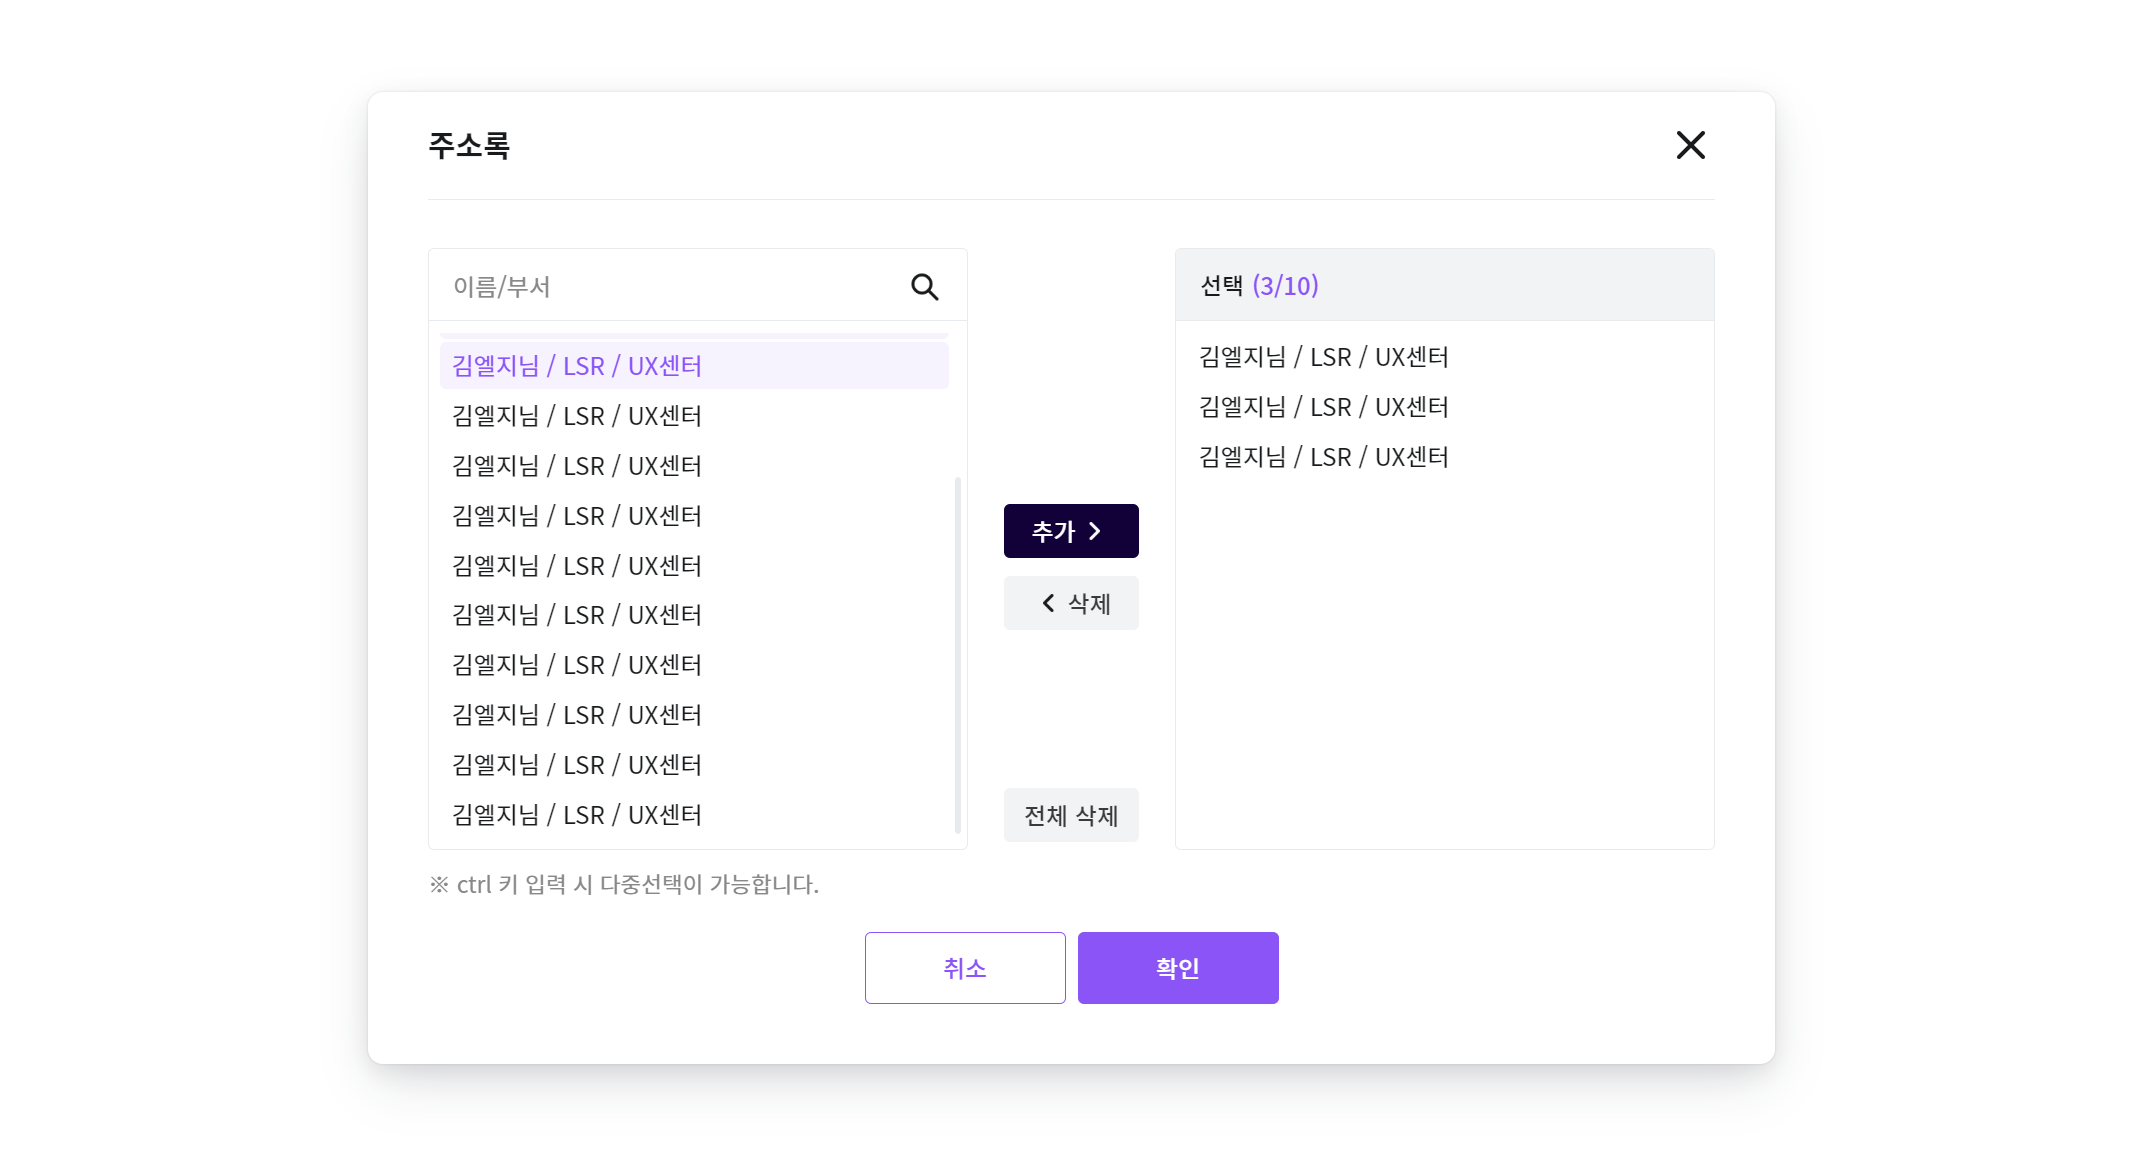 주소록
이름/부서
김엘지님 / LSR / UX센터
김엘지님 / LSR / UX센터
김엘지님 / LSR / UX센터
김엘지님 / LSR / UX센터
김엘지님 / LSR / UX센터
김엘지님 / LSR / UX센터
김엘지님 / LSR / UX센터
김엘지님 / LSR / UX센터
김엘지님 / LSR / UX센터
김엘지님 / LSR / UX센터
※ ctrl 키 입력 시 다중선택이 가능합니다.
추가
삭제
전체 삭제
선택 (3/10)
김엘지님 / LSR / UX센터
김엘지님 / LSR / UX센터
김엘지님 / LSR / UX센터
취소
확인